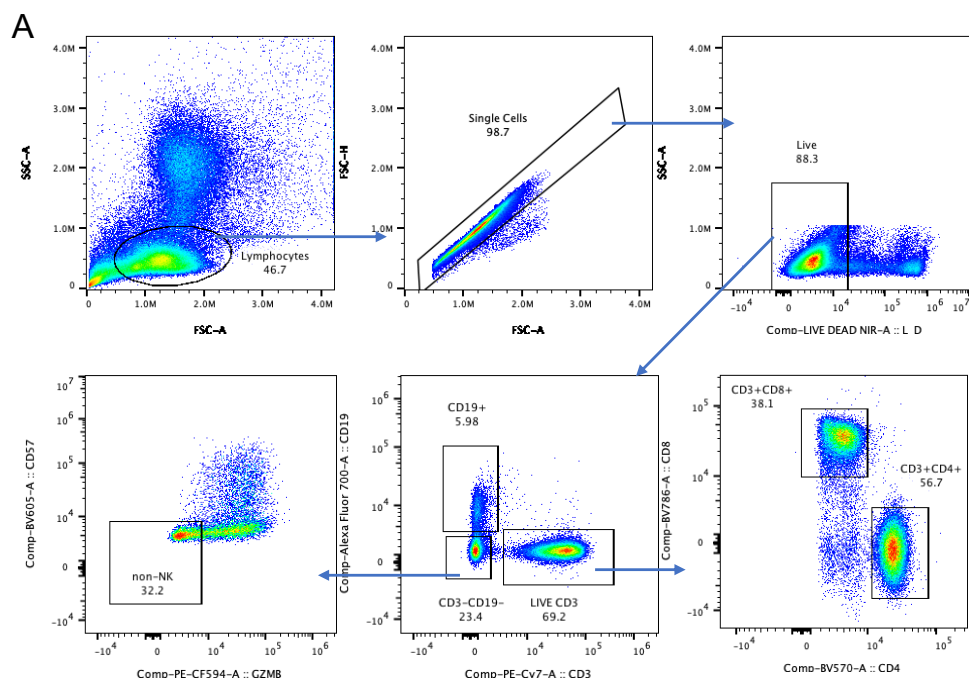 A
4.0M
3.0M
2.0M
1.0M
0
SSC-A
Lymphocytes
46.7
0
1.0M
2.0M
3.0M
4.0M
FSC-A
4.0M
3.0M
2.0M
1.0M
0
FSC-H
Single Cells
98.7
1.0M
2.0M
3.0M
4.0M
FSC-A
4.0M
3.0M
2.0M
1.0M
0
SSC-A
Live
88.3
-10^4
0
10^4
10^5
10^6
10^7
Comp-LIVE DEAD NIR-A :: L D
10^7
10^6
10^5
10^4
0
-10^4
Comp-BV605-A :: CD57
non-NK
32.2
-10^4
0
10^4
10^5
10^6
Comp-PE-CF594-A :: GZMB
10^6
10^5
10^4
0
-10^4
Comp-Alexa Fluor 700-A :: CD19
CD19+
5.98
CD3-CD19-
23.4
LIVE CD3
69.2
-10^4
0
10^4
10^5
10^6
Comp-PE-Cy7-A :: CD3
10^5
10^4
0
-10^4
Comp-BV786-A :: CD8
CD3+CD8+
38.1
CD3+CD4+
56.7
-10^4
0
10^4
10^5
Comp-BV570-A :: CD4